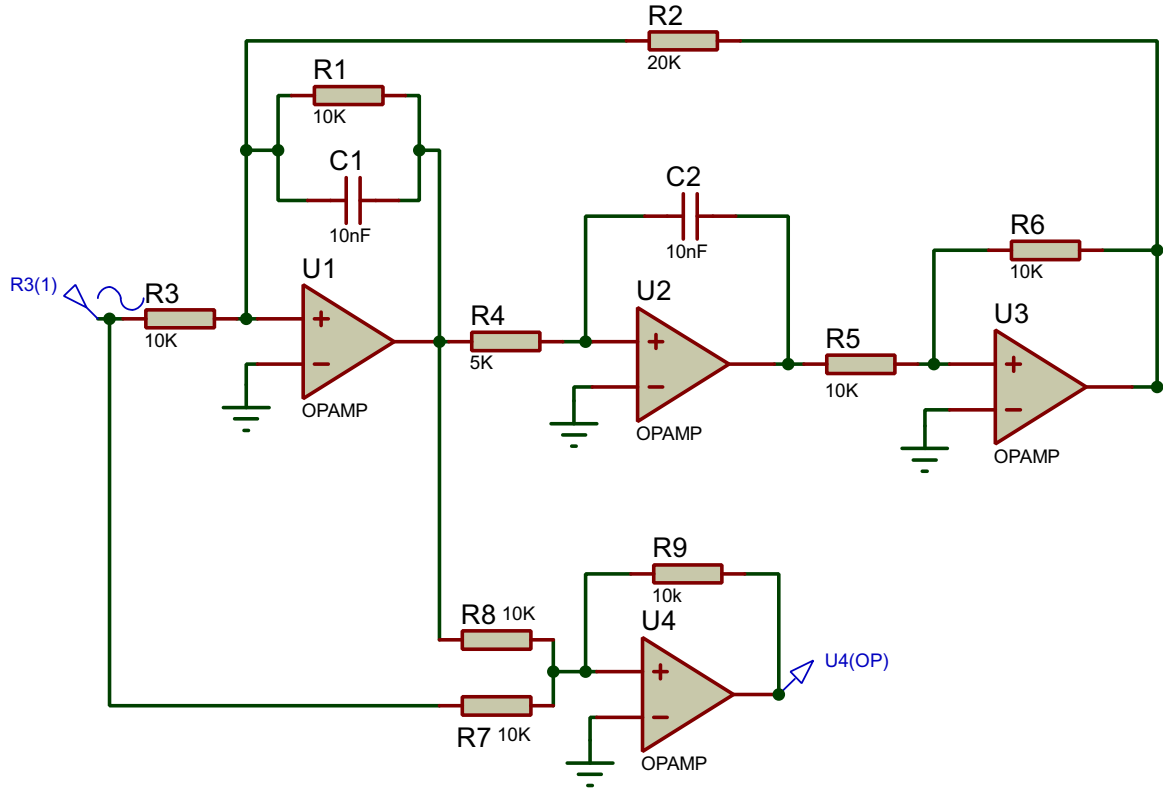 R2
20K
R1
10K
C1
10nF
R3(1)
R3
10K
U1
+
−
OPAMP
R4
5K
C2
10nF
U2
+
−
OPAMP
R5
10K
R6
10K
U3
+
−
OPAMP
R9
10k
R8 10K
U4
+
−
OPAMP
U4(OP)
R7 10K